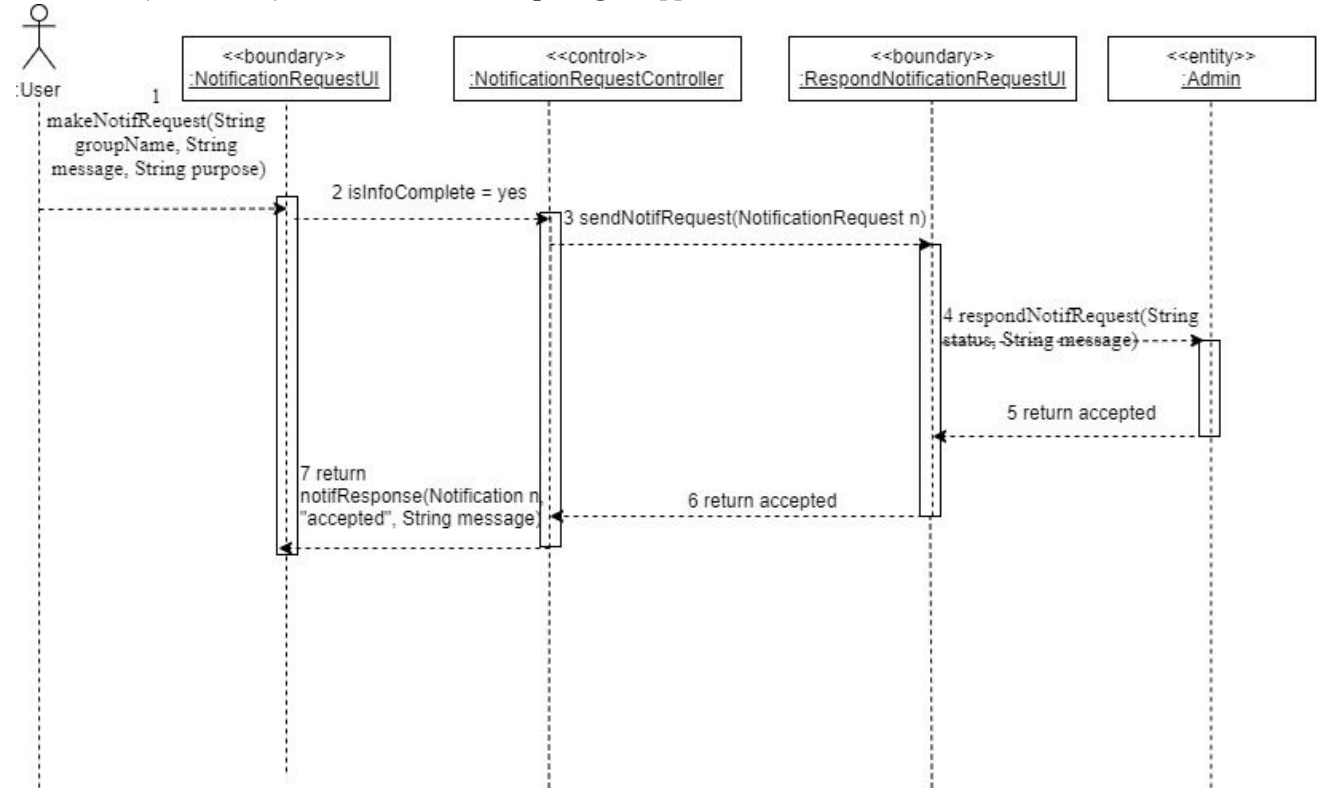 <<boundary>>
:NotificationRequestUI
<<control>>
:NotificationRequestController
<<boundary>>
:RespondNotificationRequestUI
<<entity>>
:Admin
:User
1
makeNotifRequest(String
groupName, String
message, String purpose)
2 isInfoComplete = yes
3 sendNotifRequest(NotificationRequest n)
4 respondNotifRequest(String
status, String message)
5 return accepted
6 return accepted
7 return
notifResponse(Notification n,
"accepted", String message)